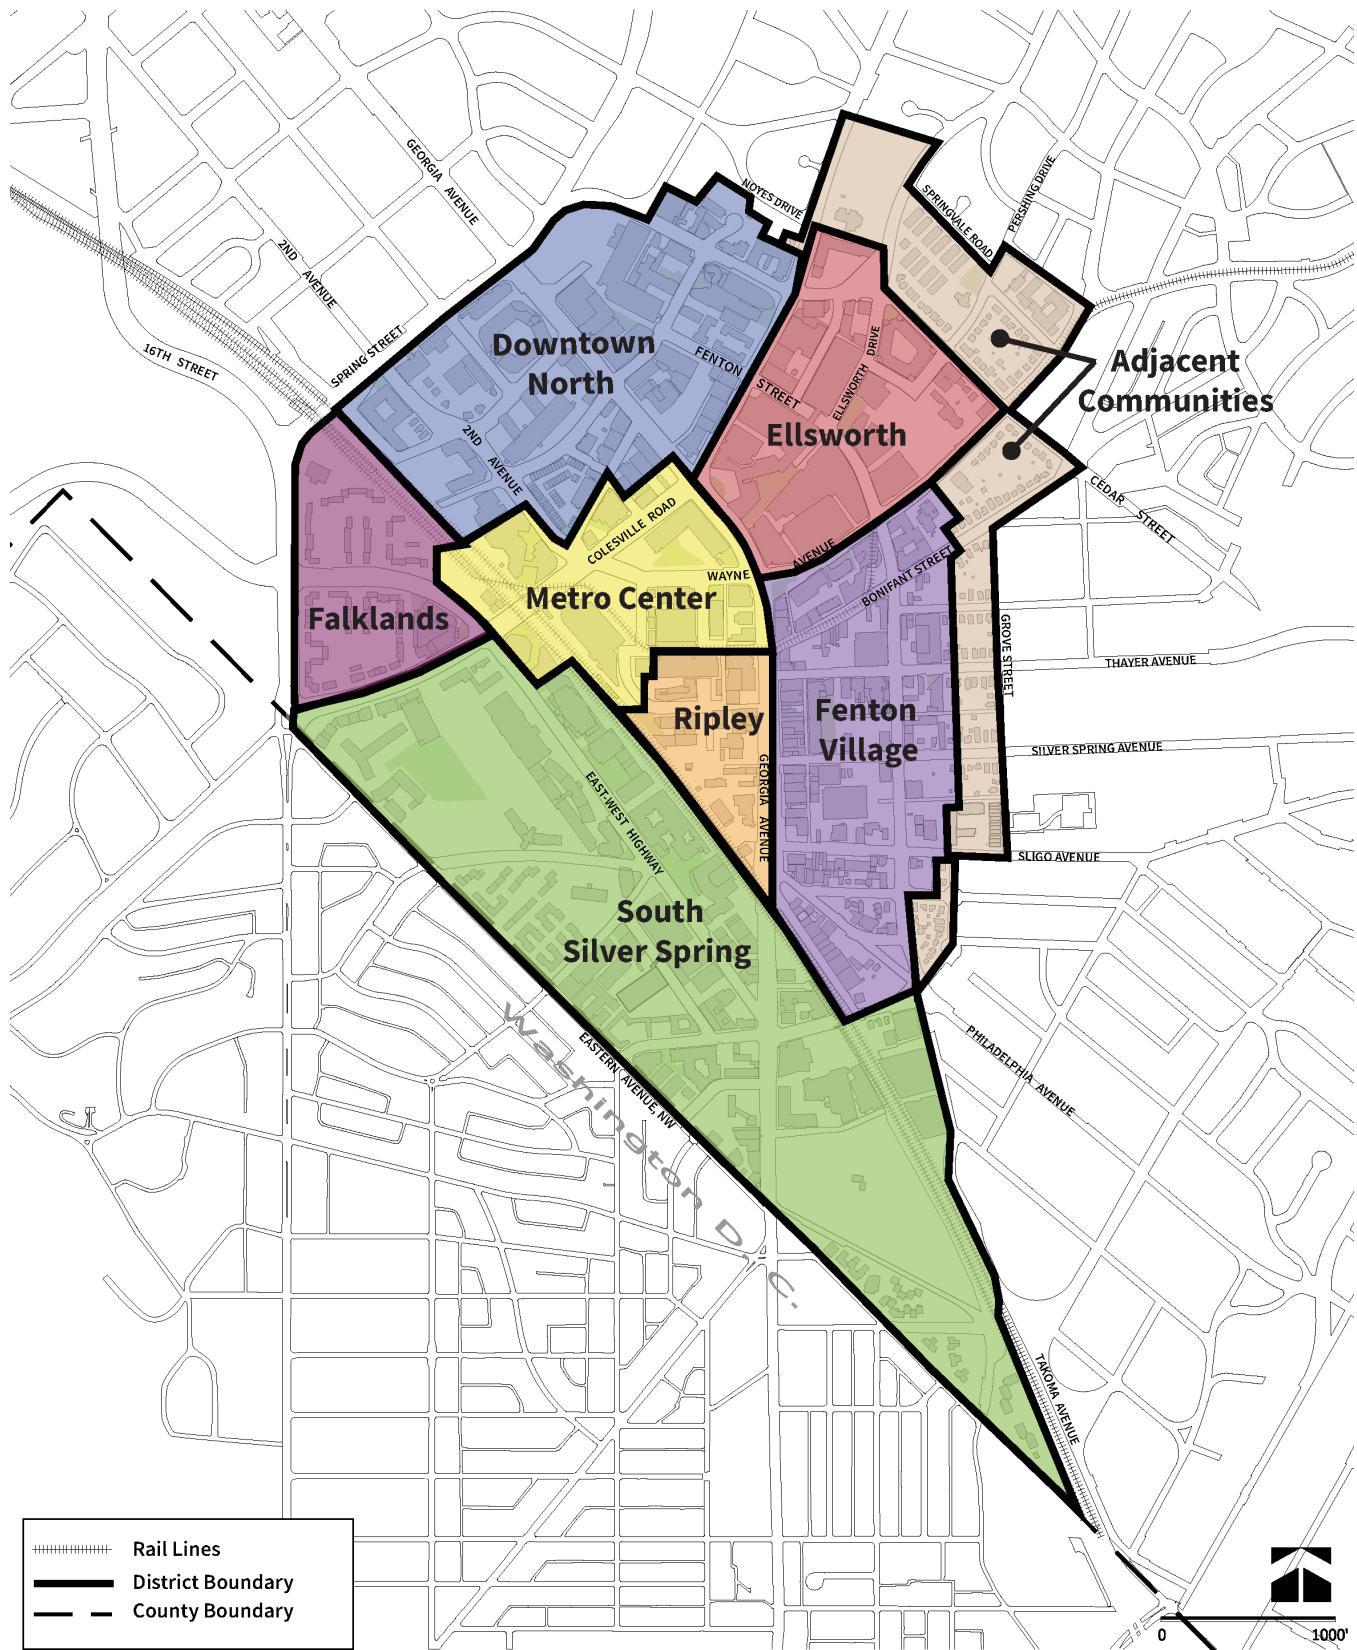 GEORGIA AVENUE
NOYES DRIVE
SPRINGVALE ROAD
PERSHING DRIVE
2ND AVENUE
16TH STREET
SPRING STREET
Downtown
North
FENTON
STREET
ELLSWORTH DRIVE
Ellsworth
Adjacent
Communities
2ND AVENUE
COLESVILLE ROAD
CEDAR STREET
WAYNE
AVENUE
BONIFANT STREET
Metro Center
Falklands
GROVE STREET
THAYER AVENUE
Ripley
Fenton
Village
SILVER SPRING AVENUE
GEORGIA AVENUE
EAST-WEST HIGHWAY
SLIGO AVENUE
South
Silver Spring
Washington D. C.
EASTERN AVENUE, NW
PHILADELPHIA AVENUE
TAKOMA AVENUE
Rail Lines
District Boundary
County Boundary
0 1000'